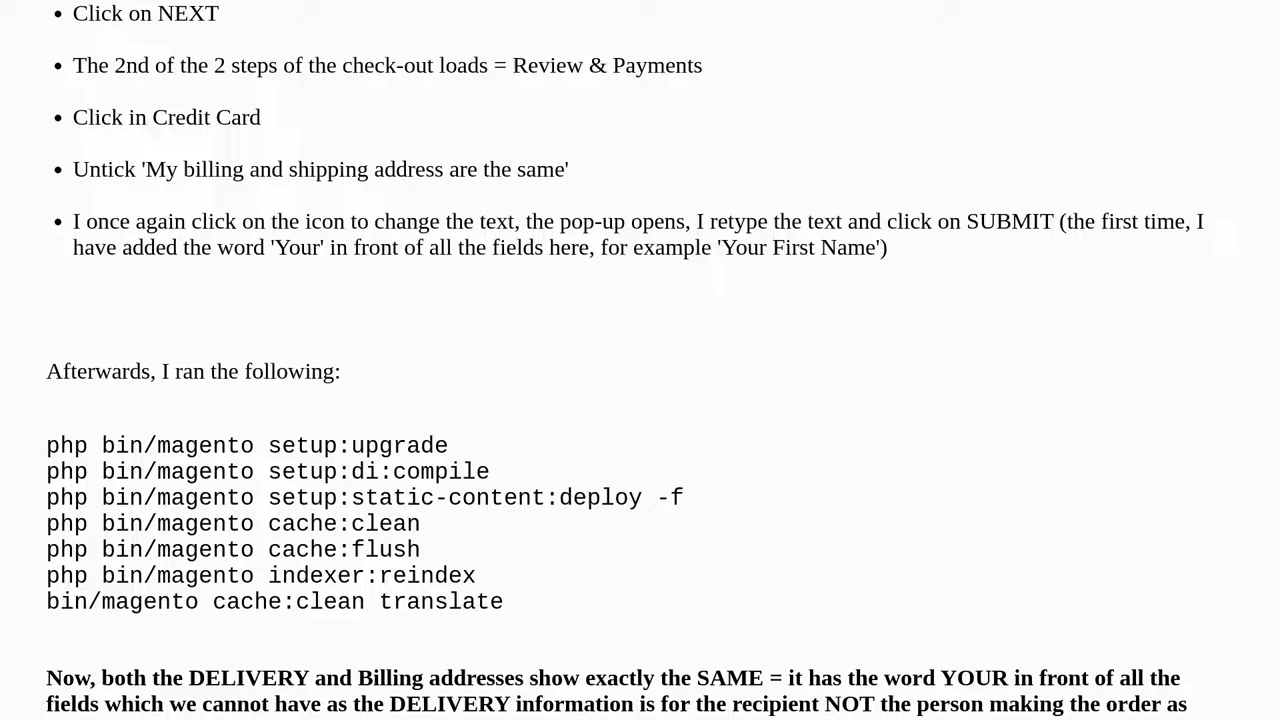 • Click on NEXT
• The 2nd of the 2 steps of the check-out loads = Review & Payments
• Click in Credit Card
• Untick 'My billing and shipping address are the same'
• I once again click on the icon to change the text, the pop-up opens, I retype the text and click on SUBMIT (the first time, I
have added the word 'Your' in front of all the fields here, for example 'Your First Name')
Afterwards, I ran the following:
php bin/magento setup:upgrade
php bin/magento setup:di:compile
php bin/magento setup:static-content:deploy -f
php bin/magento cache:clean
php bin/magento cache:flush
php bin/magento indexer:reindex
bin/magento cache:clean translate
Now, both the DELIVERY and Billing addresses show exactly the SAME = it has the word YOUR in front of all the
fields which we cannot have as the DELIVERY information is for the recipient NOT the person making the order as